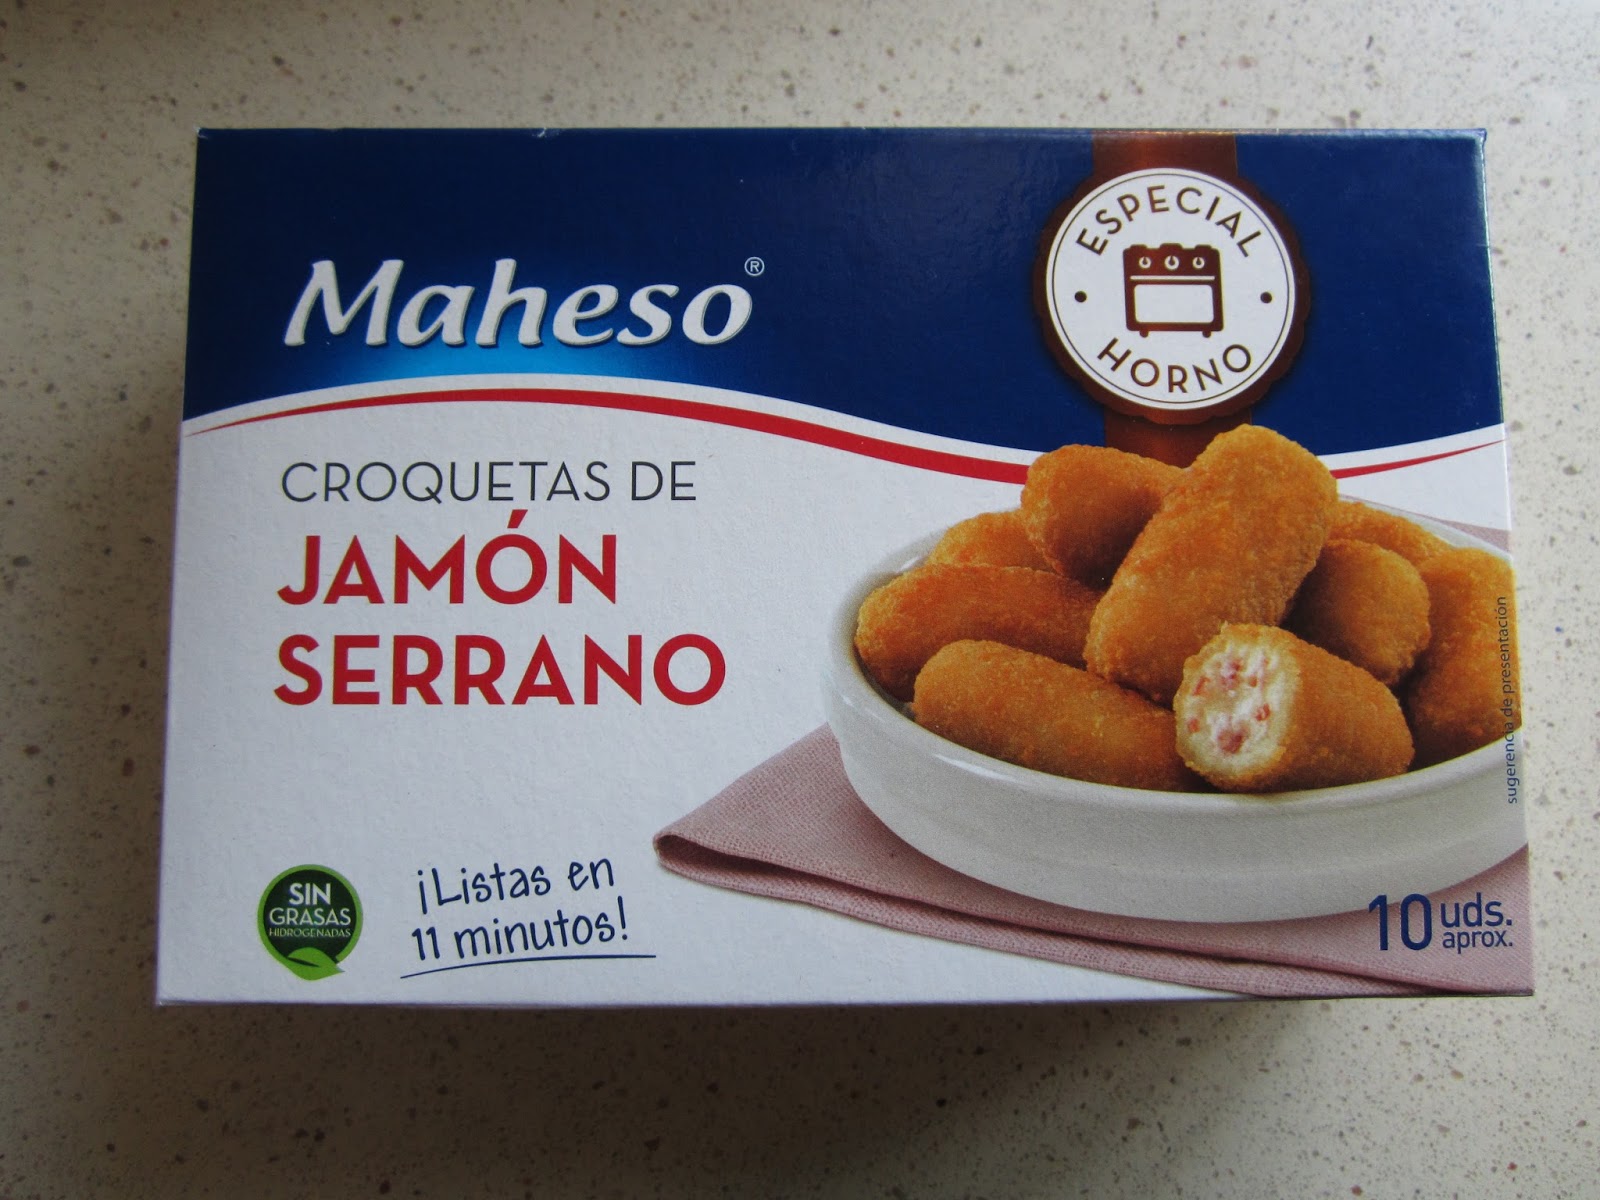 Maheso®
ESPECIAL
HORNO
CROQUETAS DE
JAMÓN
SERRANO
sugerencia de presentación
SIN
GRASAS
HIDROGENADAS
¡Listas en
11 minutos!
10 uds.
aprox.